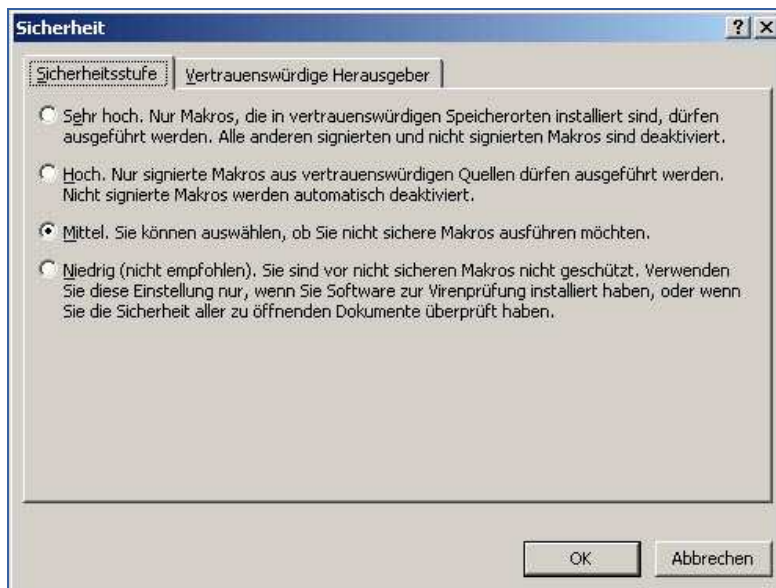 Sicherheit
Sicherheitsstufe
Vertrauenswürdige Herausgeber
Sehr hoch. Nur Makros, die in vertrauenswürdigen Speicherorten installiert sind, dürfen
ausgeführt werden. Alle anderen signierten und nicht signierten Makros sind deaktiviert.
Hoch. Nur signierte Makros aus vertrauenswürdigen Quellen dürfen ausgeführt werden.
Nicht signierte Makros werden automatisch deaktiviert.
Mittel. Sie können auswählen, ob Sie nicht sichere Makros ausführen möchten.
Niedrig (nicht empfohlen). Sie sind vor nicht sicheren Makros nicht geschützt. Verwenden
Sie diese Einstellung nur, wenn Sie Software zur Virenprüfung installiert haben, oder wenn
Sie die Sicherheit aller zu öffnenden Dokumente überprüft haben.
OK
Abbrechen